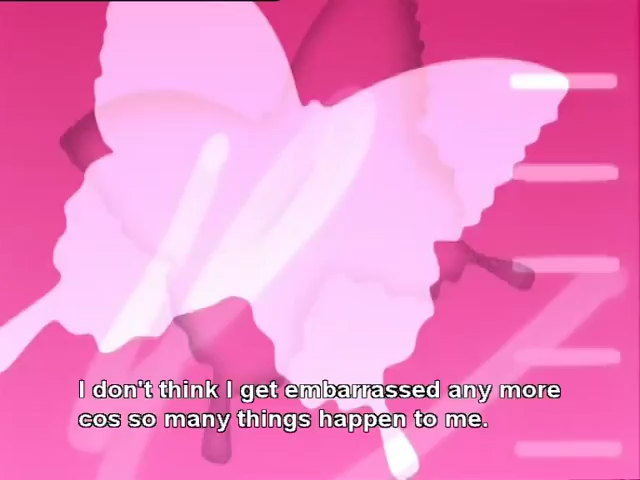 I don't think I get embarrassed any more
cos so many things happen to me.